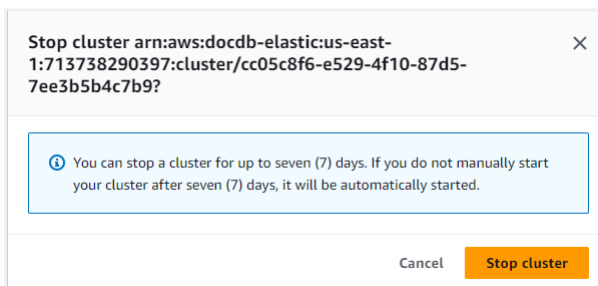 Stop cluster arn:aws:docdb-elastic:us-east-
1:713738290397:cluster/cc05c8f6-e529-4f10-87d5-
7ee3b5b4c7b9?
You can stop a cluster for up to seven (7) days. If you do not manually start
your cluster after seven (7) days, it will be automatically started.
Cancel Stop cluster